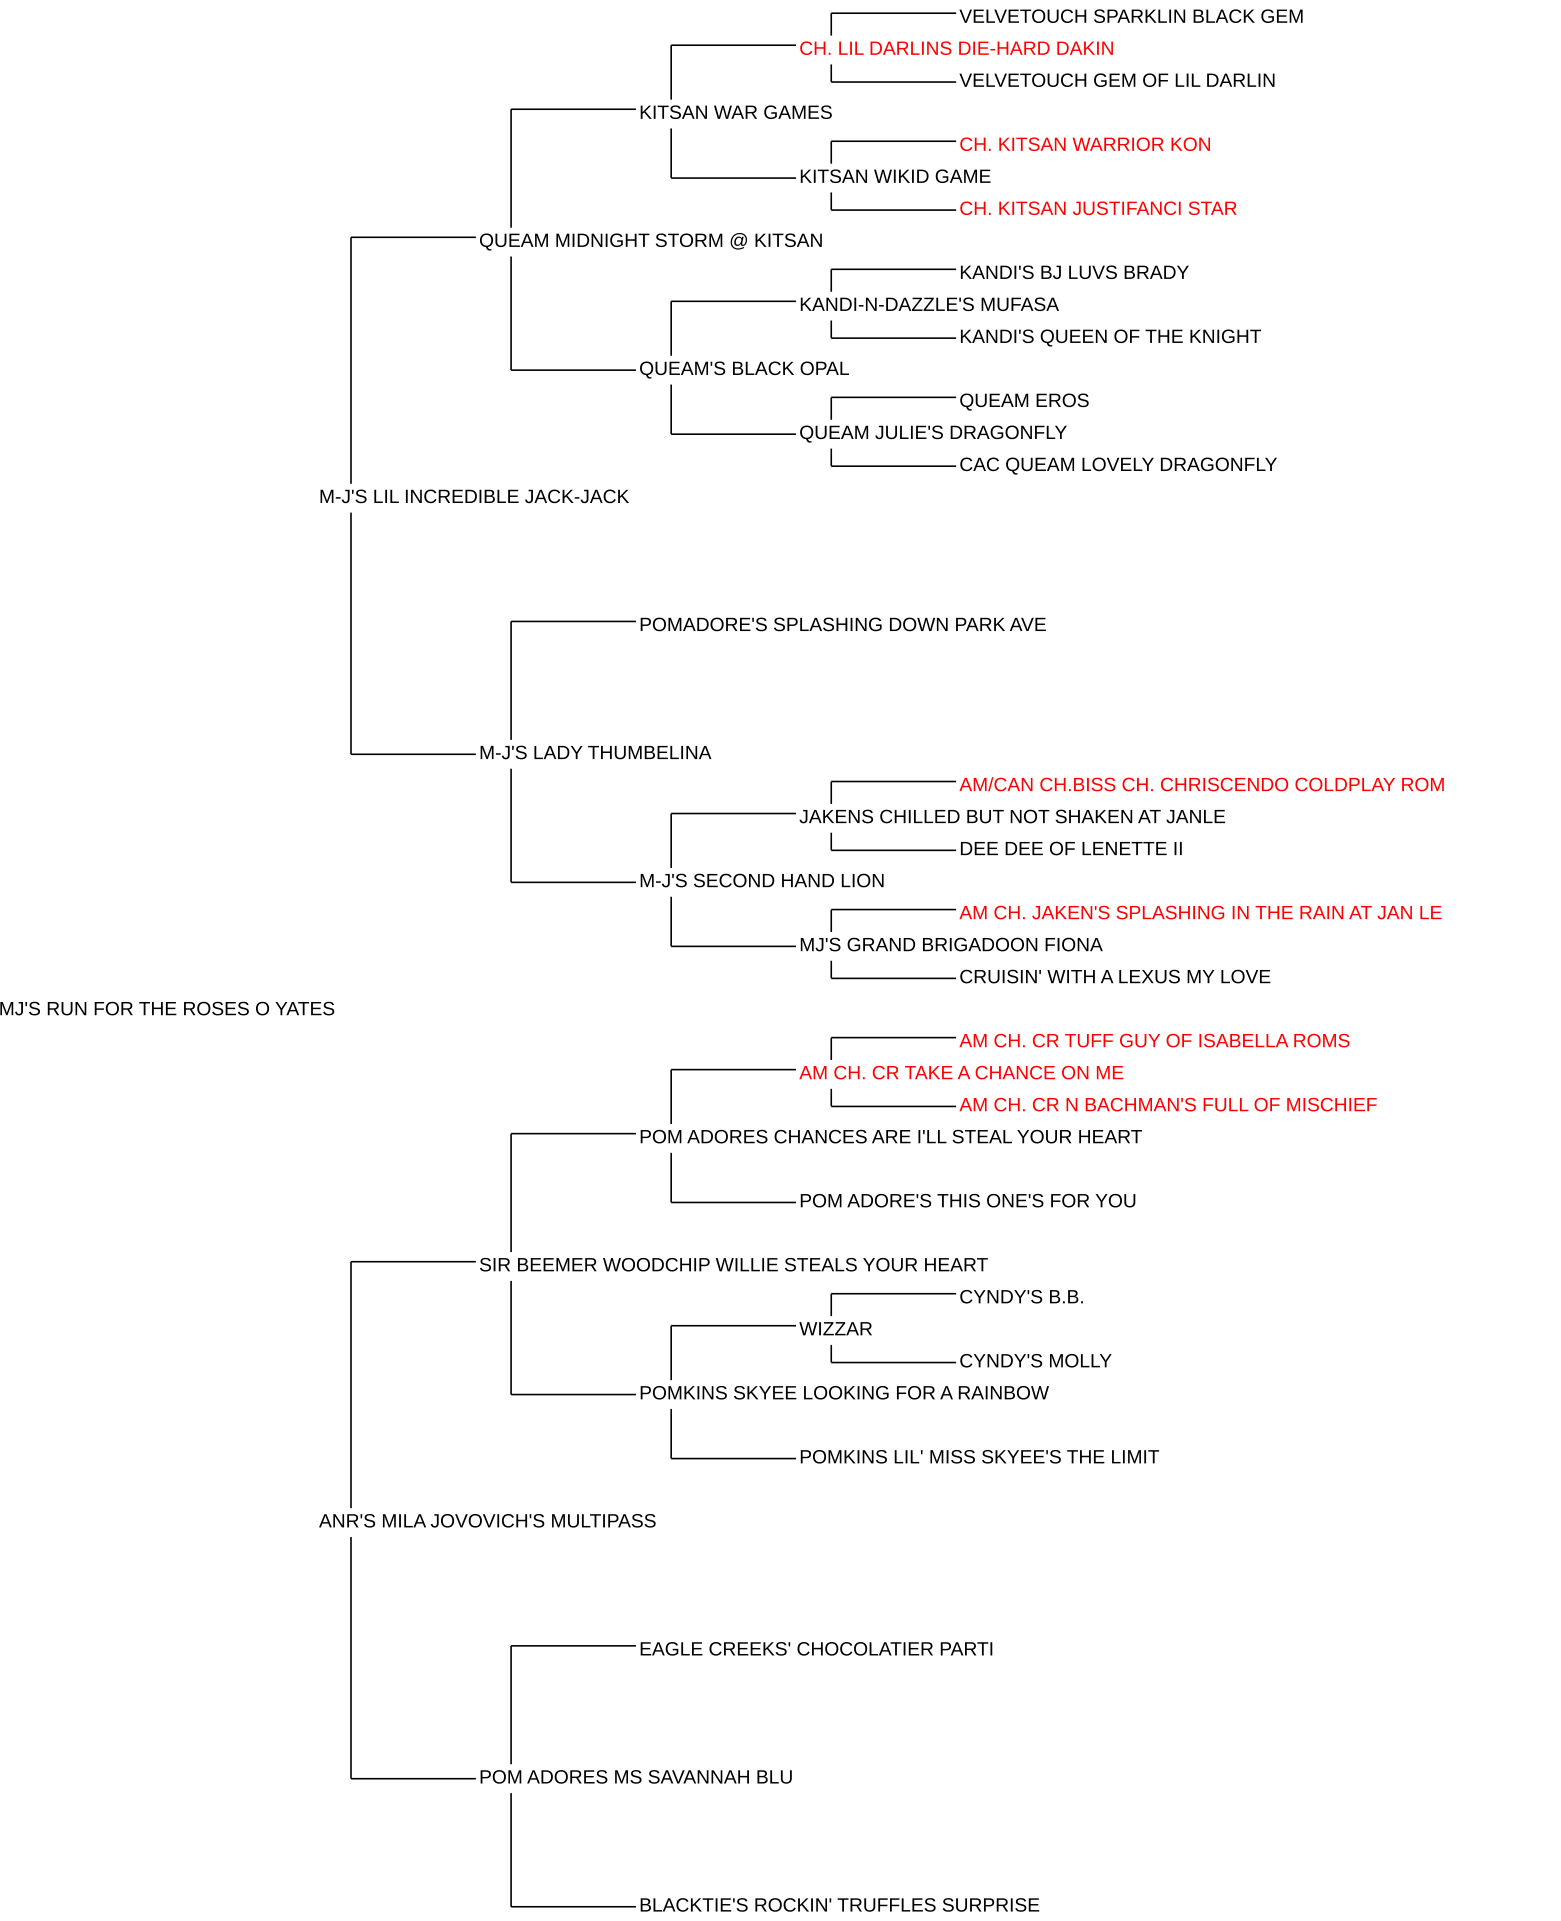 VELVETOUCH SPARKLIN BLACK GEM
CH. LIL DARLINS DIE-HARD DAKIN
VELVETOUCH GEM OF LIL DARLIN
KITSAN WAR GAMES
CH. KITSAN WARRIOR KON
KITSAN WIKID GAME
CH. KITSAN JUSTIFANCI STAR
QUEAM MIDNIGHT STORM @ KITSAN
KANDI'S BJ LUVS BRADY
KANDI-N-DAZZLE'S MUFASA
KANDI'S QUEEN OF THE KNIGHT
QUEAM'S BLACK OPAL
QUEAM EROS
QUEAM JULIE'S DRAGONFLY
CAC QUEAM LOVELY DRAGONFLY
M-J'S LIL INCREDIBLE JACK-JACK
POMADORE'S SPLASHING DOWN PARK AVE
M-J'S LADY THUMBELINA
AM/CAN CH.BISS CH. CHRISCENDO COLDPLAY ROM
JAKENS CHILLED BUT NOT SHAKEN AT JANLE
DEE DEE OF LENETTE II
M-J'S SECOND HAND LION
AM CH. JAKEN'S SPLASHING IN THE RAIN AT JAN LE
MJ'S GRAND BRIGADOON FIONA
CRUISIN' WITH A LEXUS MY LOVE
MJ'S RUN FOR THE ROSES O YATES
AM CH. CR TUFF GUY OF ISABELLA ROMS
AM CH. CR TAKE A CHANCE ON ME
AM CH. CR N BACHMAN'S FULL OF MISCHIEF
POM ADORES CHANCES ARE I'LL STEAL YOUR HEART
POM ADORE'S THIS ONE'S FOR YOU
SIR BEEMER WOODCHIP WILLIE STEALS YOUR HEART
CYNDY'S B.B.
WIZZAR
CYNDY'S MOLLY
POMKINS SKYEE LOOKING FOR A RAINBOW
POMKINS LIL' MISS SKYEE'S THE LIMIT
ANR'S MILA JOVOVICH'S MULTIPASS
EAGLE CREEKS' CHOCOLATIER PARTI
POM ADORES MS SAVANNAH BLU
BLACKTIE'S ROCKIN' TRUFFLES SURPRISE